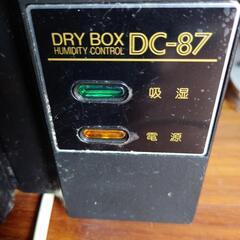 DRY BOX DC-87
HUMIDITY-CONTROL
吸湿
電源